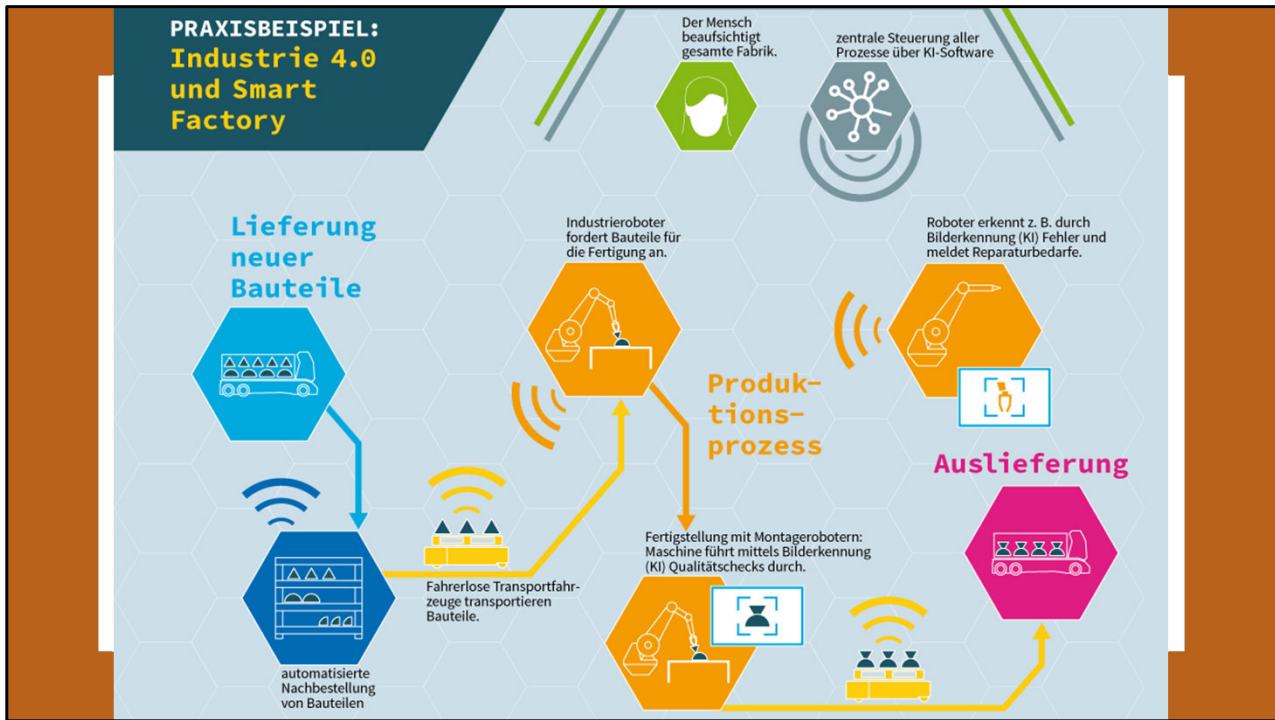 PRAXISBEISPIEL:
Industrie 4.0
und Smart
Factory
Der Mensch
beaufsichtigt
gesamte Fabrik.
zentrale Steuerung aller
Prozesse über KI-Software
Lieferung
neuer
Bauteile
Industrieroboter
fordert Bauteile für
die Fertigung an.
Roboter erkennt z. B. durch
Bilderkennung (KI) Fehler und
meldet Reparaturbedarfe.
Produk-
tions-
prozess
Auslieferung
Fahrerlose Transportfahr-
zeuge transportieren
Bauteile.
Fertigstellung mit Montagerobotern:
Maschine führt mittels Bilderkennung
(KI) Qualitätschecks durch.
automatisierte
Nachbestellung
von Bauteilen